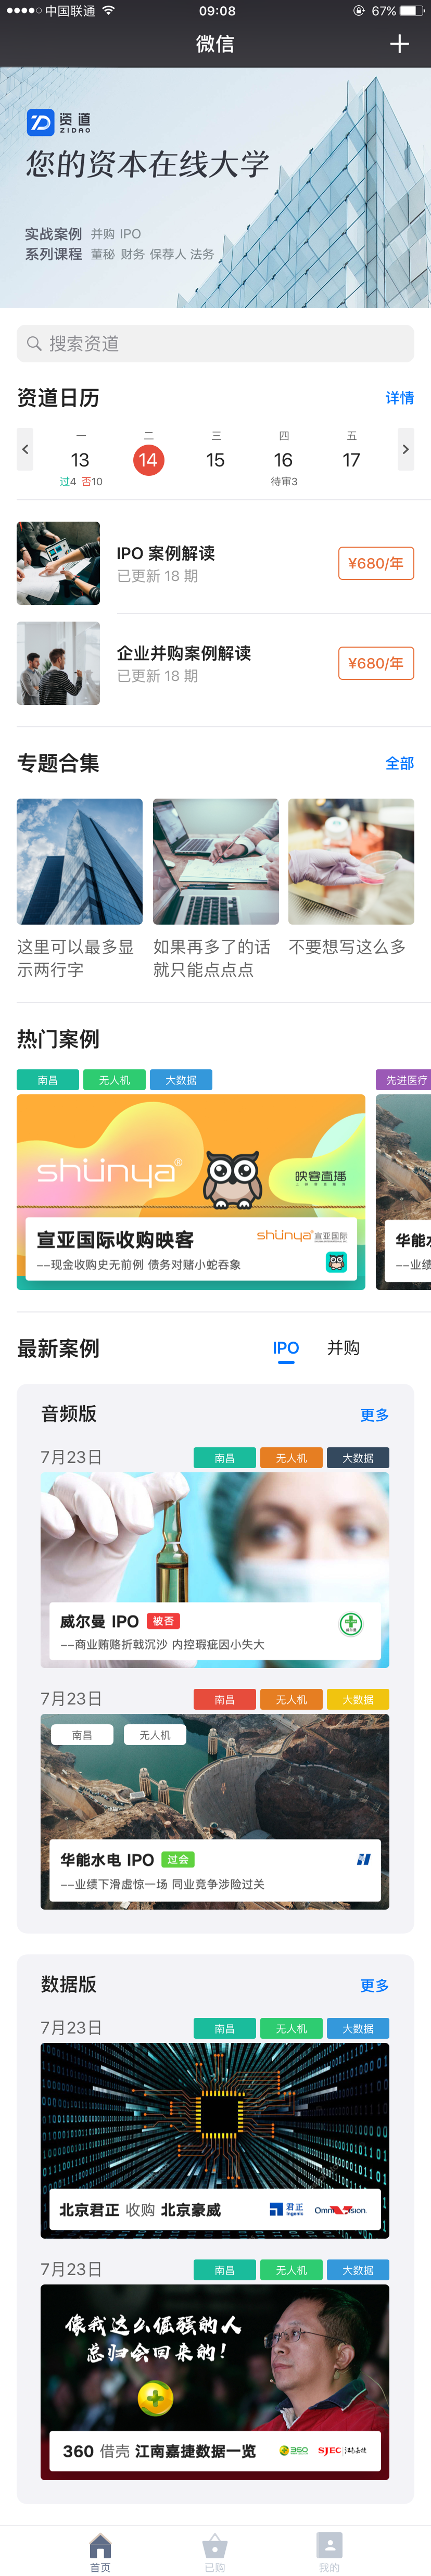 中国联通 09:08 67%
微信
资道
ZIDAO
您的资本在线大学
实战案例 并购 IPO
系列课程 董秘 财务 保荐人 法务
搜索资道
资道日历 详情
一 二 三 四 五
13 14 15 16 17
过4 否10 待审3
IPO 案例解读
已更新 18 期
¥680/年
企业并购案例解读
已更新 18 期
¥680/年
专题合集 全部
这里可以最多显
示两行字
如果再多了的话
就只能点点点
不要想写这么多
热门案例
南昌 无人机 大数据 先进医疗
shunya®
映客直播
宣亚国际收购映客
shunya® 宣亚国际
––现金收购史无前例 债务对赌小蛇吞象
华能水
––业绩
最新案例 IPO 并购
音频版 更多
7月23日 南昌 无人机 大数据
威尔曼 IPO 被否
––商业贿赂折戟沉沙 内控瑕疵因小失大
7月23日 南昌 无人机 大数据
南昌 无人机
华能水电 IPO 过会
––业绩下滑虚惊一场 同业竞争涉险过关
数据版 更多
7月23日 南昌 无人机 大数据
北京君正 收购 北京豪威
君正
Ingenic
OmniVision
7月23日 南昌 无人机 大数据
像我这么倔强的人
总归会回来的!
360 借壳 江南嘉捷数据一览
360
SJEC 江南嘉捷
首页 已购 我的